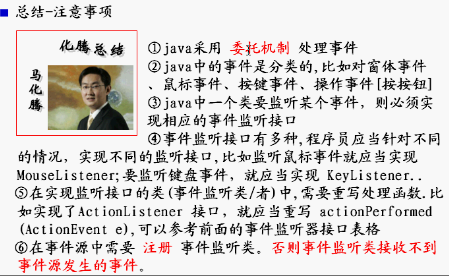 总结-注意事项
化腾总结
马化腾
①java采用 委托机制 处理事件
②java中的事件是分类的,比如对窗体事件
、鼠标事件、按键事件、操作事件[按按钮]
③java中一个类要监听某个事件，则必须实
现相应的事件监听接口
④事件监听接口有多种,程序员应当针对不同
的情况，实现不同的监听接口,比如监听鼠标事件就应当实现
MouseListener;要监听键盘事件，就应当实现 KeyListener..
⑤在实现监听接口的类(事件监听类/者)中,需要重写处理函数.比
如实现了ActionListener 接口，就应当重写 actionPerformed
(ActionEvent e),可以参考前面的事件监听器接口表格
⑥在事件源中需要 注册 事件监听类。否则事件监听类接收不到
事件源发生的事件。